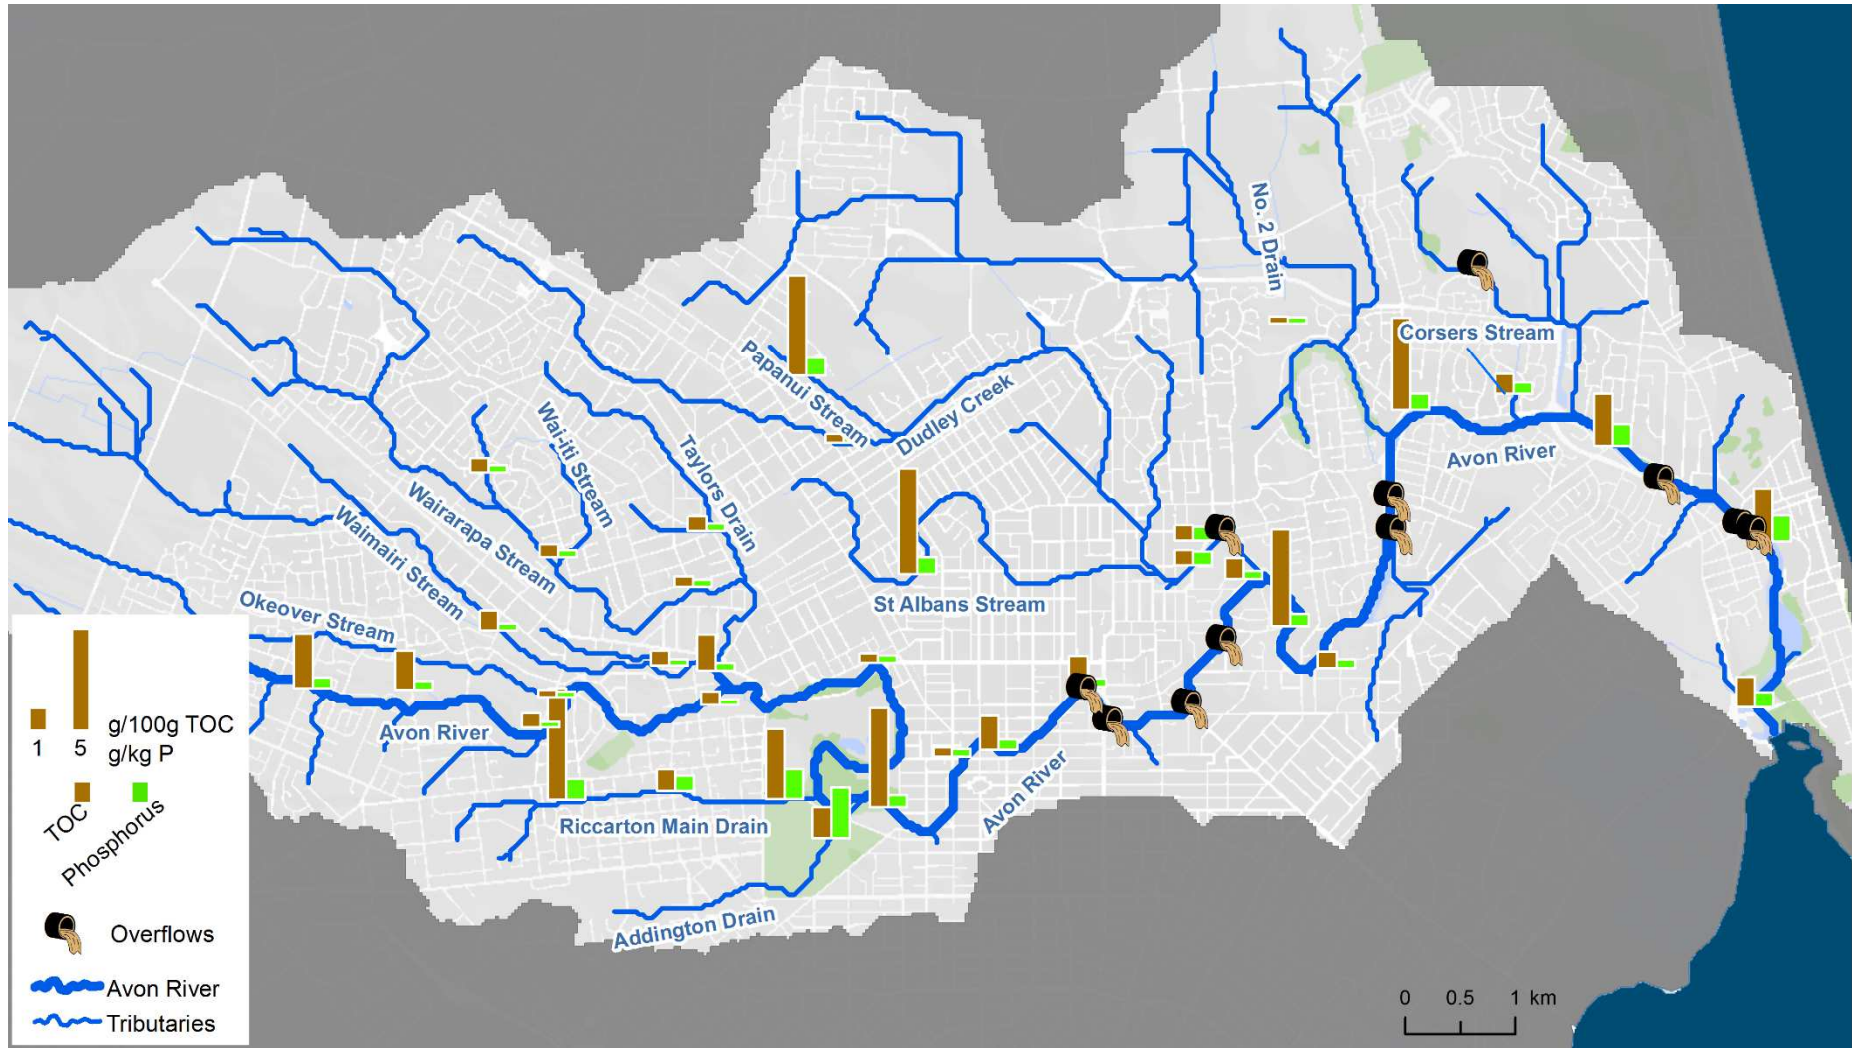 No. 2 Drain
Corsers Stream
Papanui Stream
Dudley Creek
Wai-iti Stream
Taylors Drain
Avon River
Wairarapa Stream
Waimairi Stream
Okeover Stream
St Albans Stream
Avon River
Avon River
Riccarton Main Drain
Addington Drain
g/100g TOC
1 5 g/kg P
TOC
Phosphorus
Overflows
Avon River
Tributaries
0 0.5 1 km